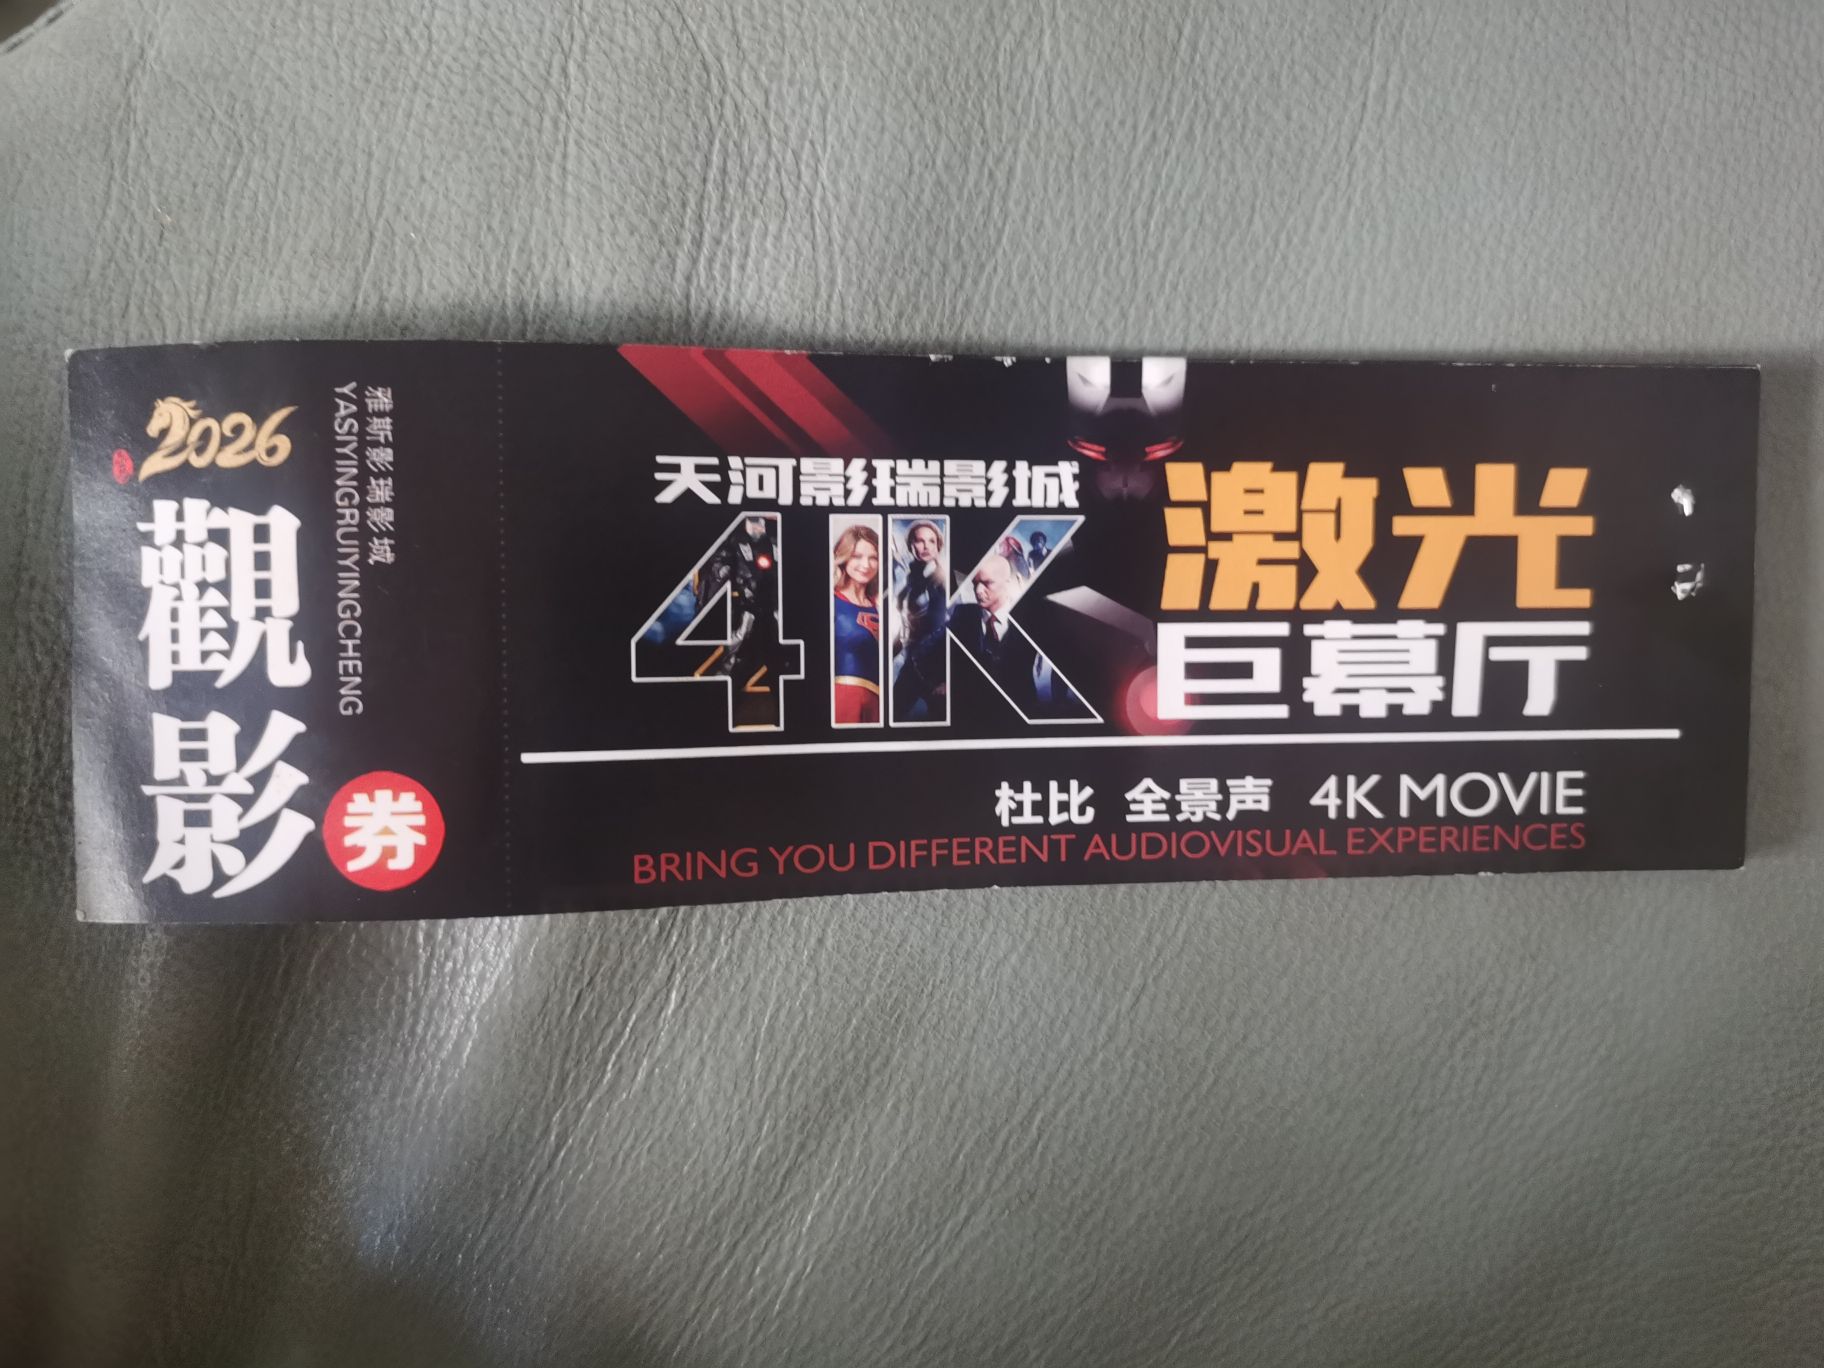 2026
觀影
券
雅斯影瑞影城
YASIYINGRUIYINGCHENG
天河影瑞影城
4K
激光
巨幕厅
杜比 全景声 4K MOVIE
BRING YOU DIFFERENT AUDIOVISUAL EXPERIENCES